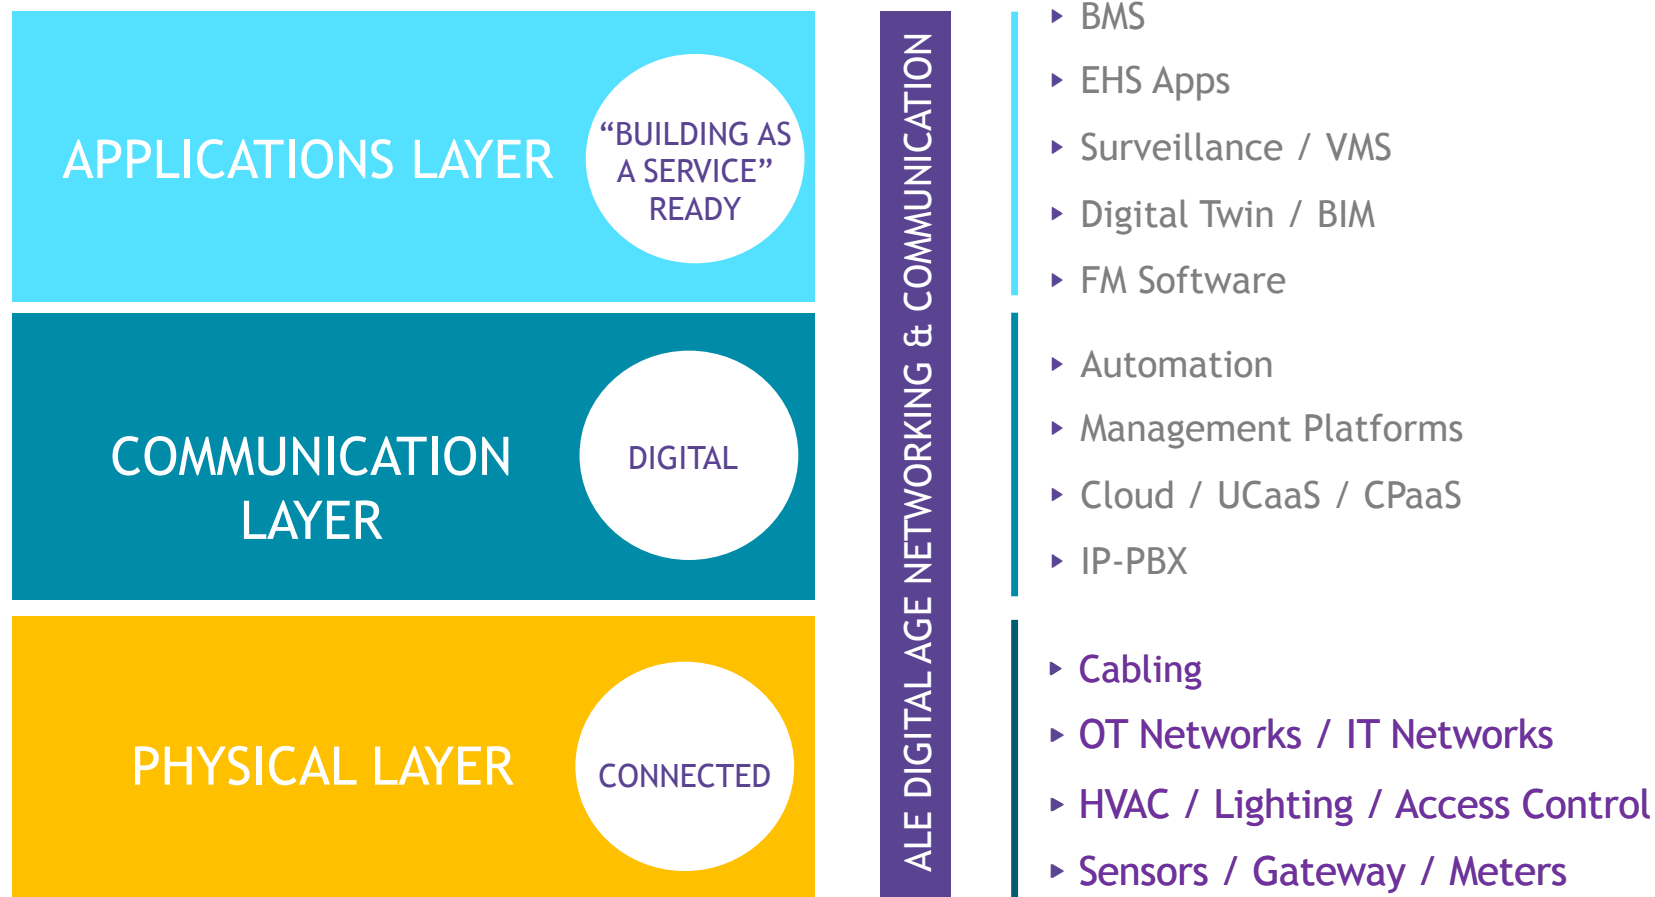 APPLICATIONS LAYER
“BUILDING AS
A SERVICE”
READY
COMMUNICATION
LAYER
DIGITAL
PHYSICAL LAYER
CONNECTED
ALE DIGITAL AGE NETWORKING & COMMUNICATION
BMS
EHS Apps
Surveillance / VMS
Digital Twin / BIM
FM Software
Automation
Management Platforms
Cloud / UCaaS / CPaaS
IP-PBX
Cabling
OT Networks / IT Networks
HVAC / Lighting / Access Control
Sensors / Gateway / Meters